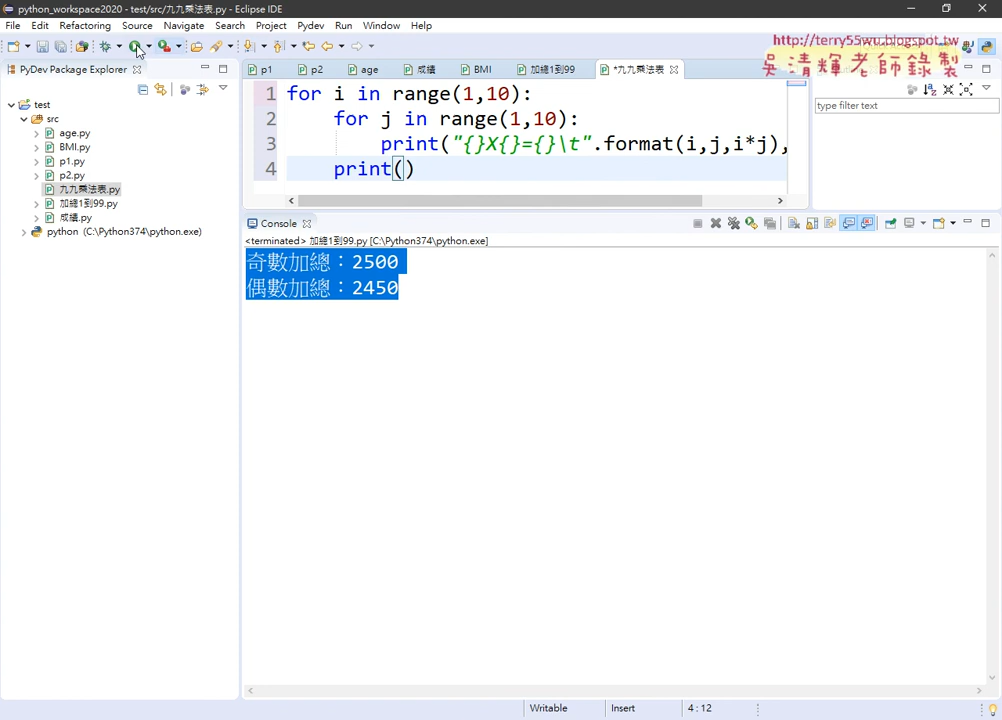 python_workspace2020 - test/src/九九乘法表.py - Eclipse IDE
File Edit Refactoring Source Navigate Search Project Pydev Run Window Help
http://terry55wu.blogspot.tw
吳清輝老師錄製
PyDev Package Explorer
p1 p2 age 成績 BMI 加總1到99 *九九乘法表
type filter text
test
src
age.py
BMI.py
p1.py
p2.py
九九乘法表.py
加總1到99.py
成績.py
python (C:\Python374\python.exe)
1 for i in range(1,10):
2 for j in range(1,10):
3 print("{}X{}={}\t".format(i,j,i*j),
4 print()
Console
<terminated> 加總1到99.py [C:\Python374\python.exe]
奇數加總：2500
偶數加總：2450
Writable Insert 4 : 12